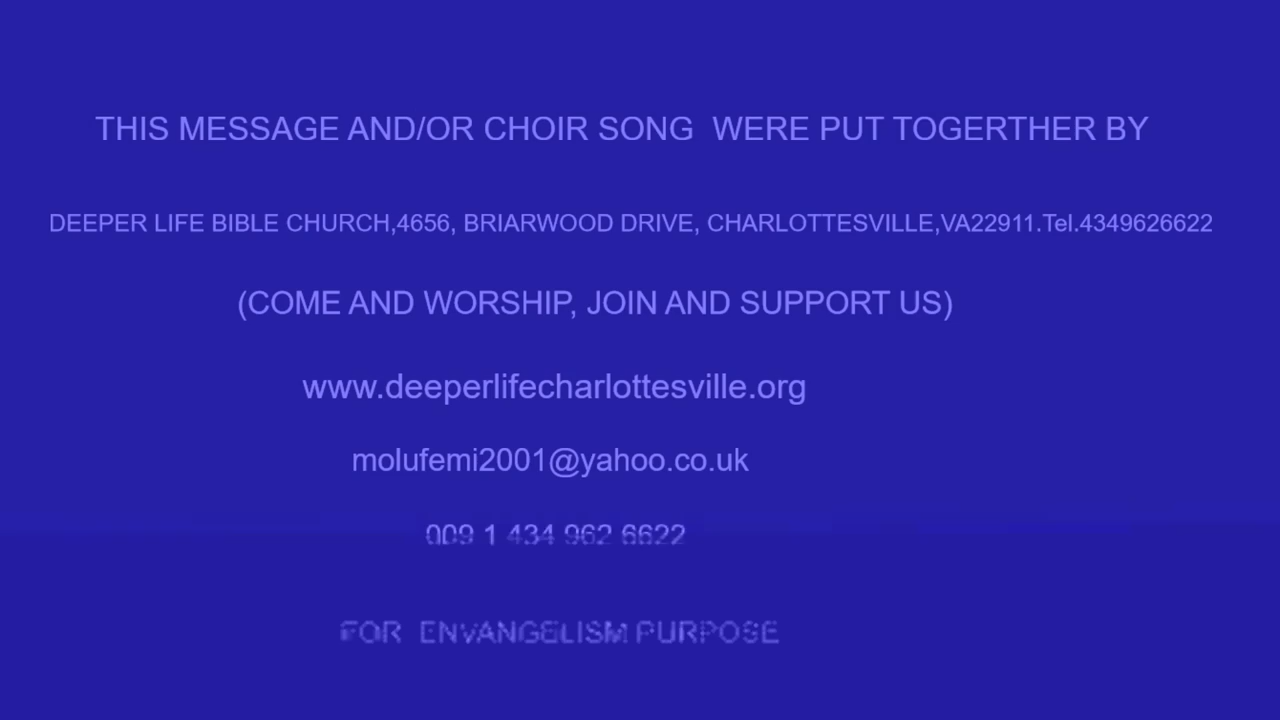 THIS MESSAGE AND/OR CHOIR SONG WERE PUT TOGERTHER BY
DEEPER LIFE BIBLE CHURCH,4656, BRIARWOOD DRIVE, CHARLOTTESVILLE,VA22911.Tel.4349626622
(COME AND WORSHIP, JOIN AND SUPPORT US)
www.deeperlifecharlottesville.org
molufemi2001@yahoo.co.uk
009 1 434 962 6622
FOR ENVANGELISM PURPOSE